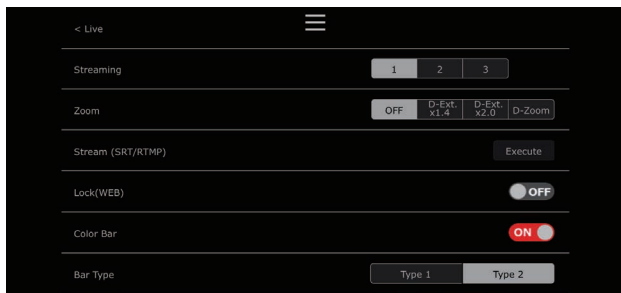 < Live
Streaming 1 2 3
Zoom OFF D-Ext. x1.4 D-Ext. x2.0 D-Zoom
Stream (SRT/RTMP) Execute
Lock(WEB) OFF
Color Bar ON
Bar Type Type 1 Type 2